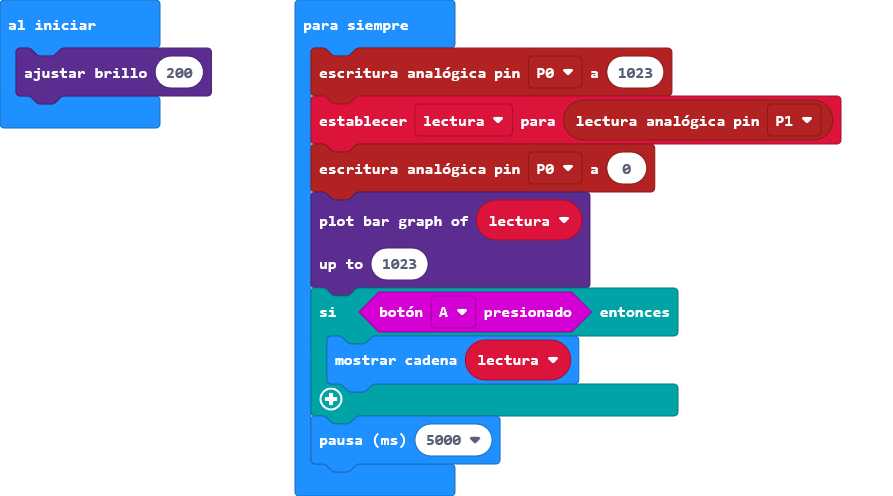 al iniciar
ajustar brillo 200
para siempre
escritura analógica pin P0 a 1023
establecer lectura para lectura analógica pin P1
escritura analógica pin P0 a 0
plot bar graph of lectura
up to 1023
si botón A presionado entonces
mostrar cadena lectura
pausa (ms) 5000